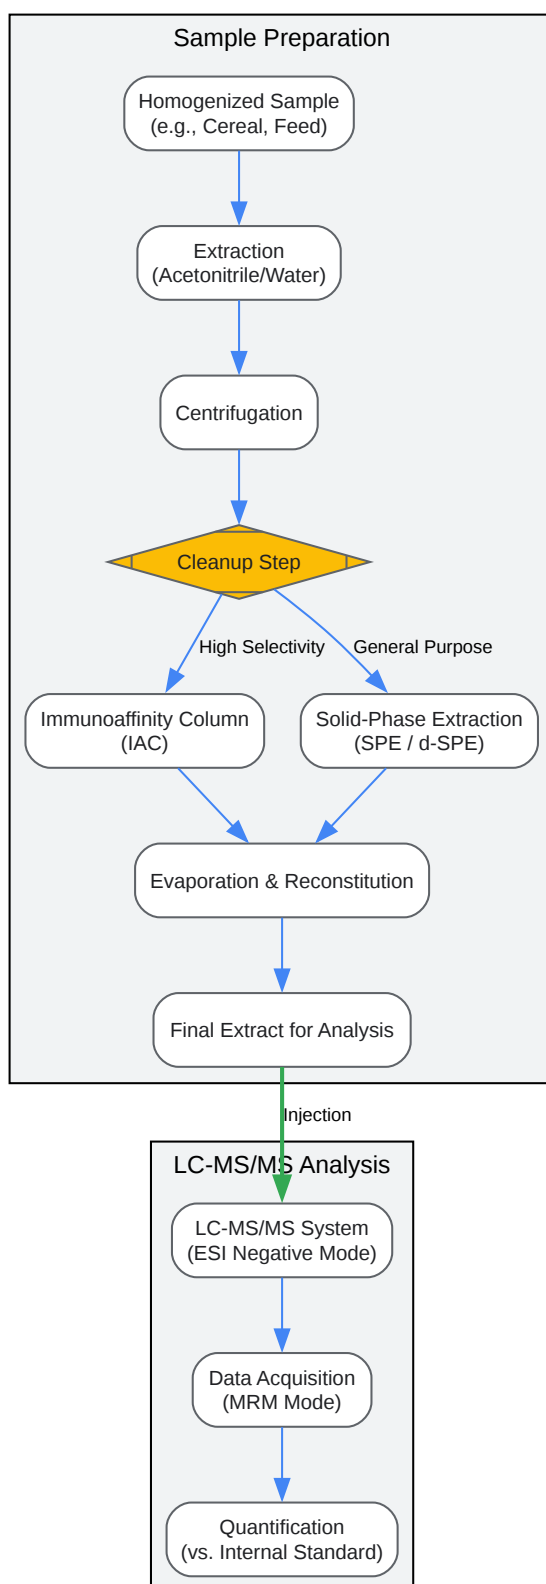 Sample Preparation
Homogenized Sample
(e.g., Cereal, Feed)
Extraction
(Acetonitrile/Water)
Centrifugation
Cleanup Step
High Selectivity
General Purpose
Immunoaffinity Column
(IAC)
Solid-Phase Extraction
(SPE / d-SPE)
Evaporation & Reconstitution
Final Extract for Analysis
Injection
LC-MS/MS Analysis
LC-MS/MS System
(ESI Negative Mode)
Data Acquisition
(MRM Mode)
Quantification
(vs. Internal Standard)